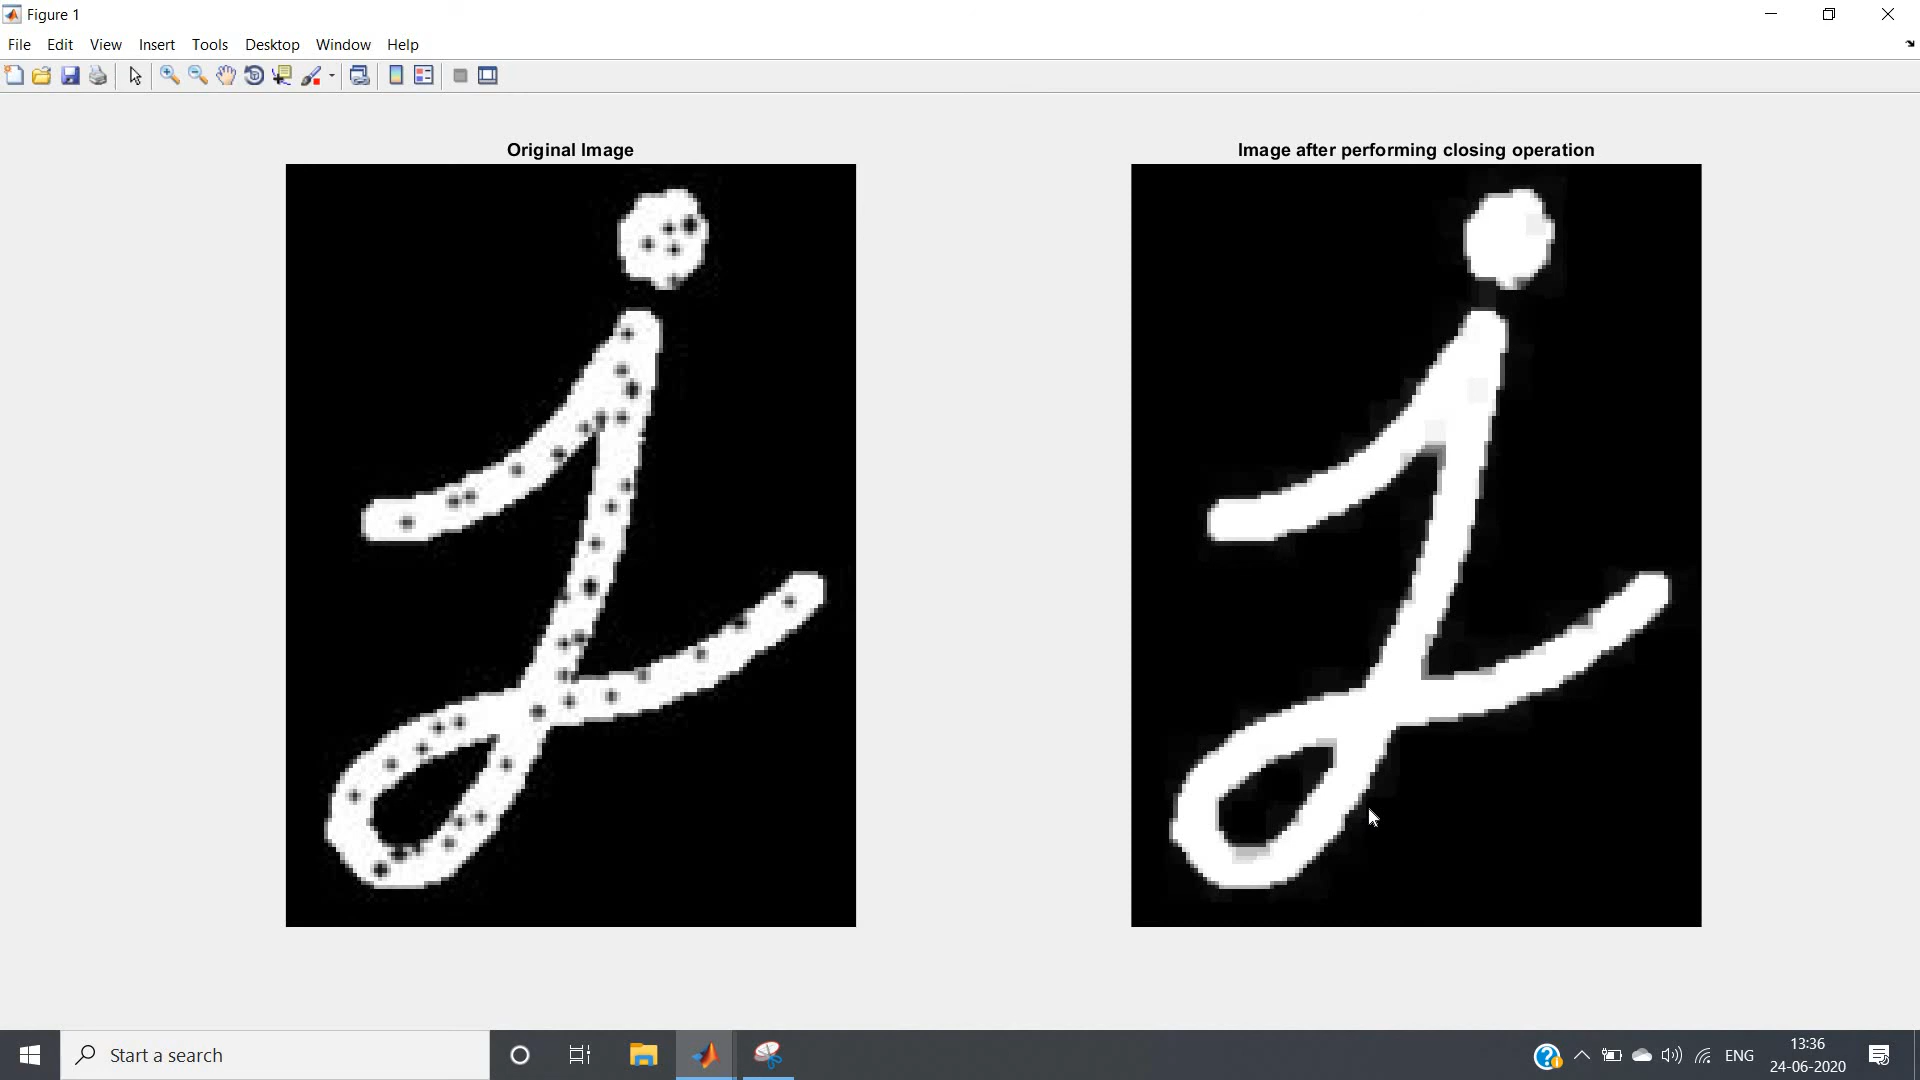 Figure 1
File Edit View Insert Tools Desktop Window Help
Original Image
Image after performing closing operation
j
j
Start a search
ENG
13:36
24-06-2020